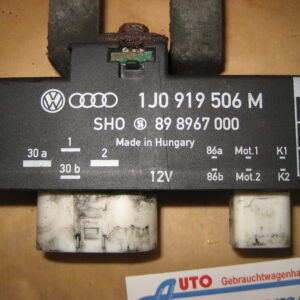 1J0 919 506 M
SHO 89 8967 000
Made in Hungary
1
30 a 2
30 b
12V
86a Mot.1 K1
86b Mot.2 K2
AUTO
Gebrauchtwagenha